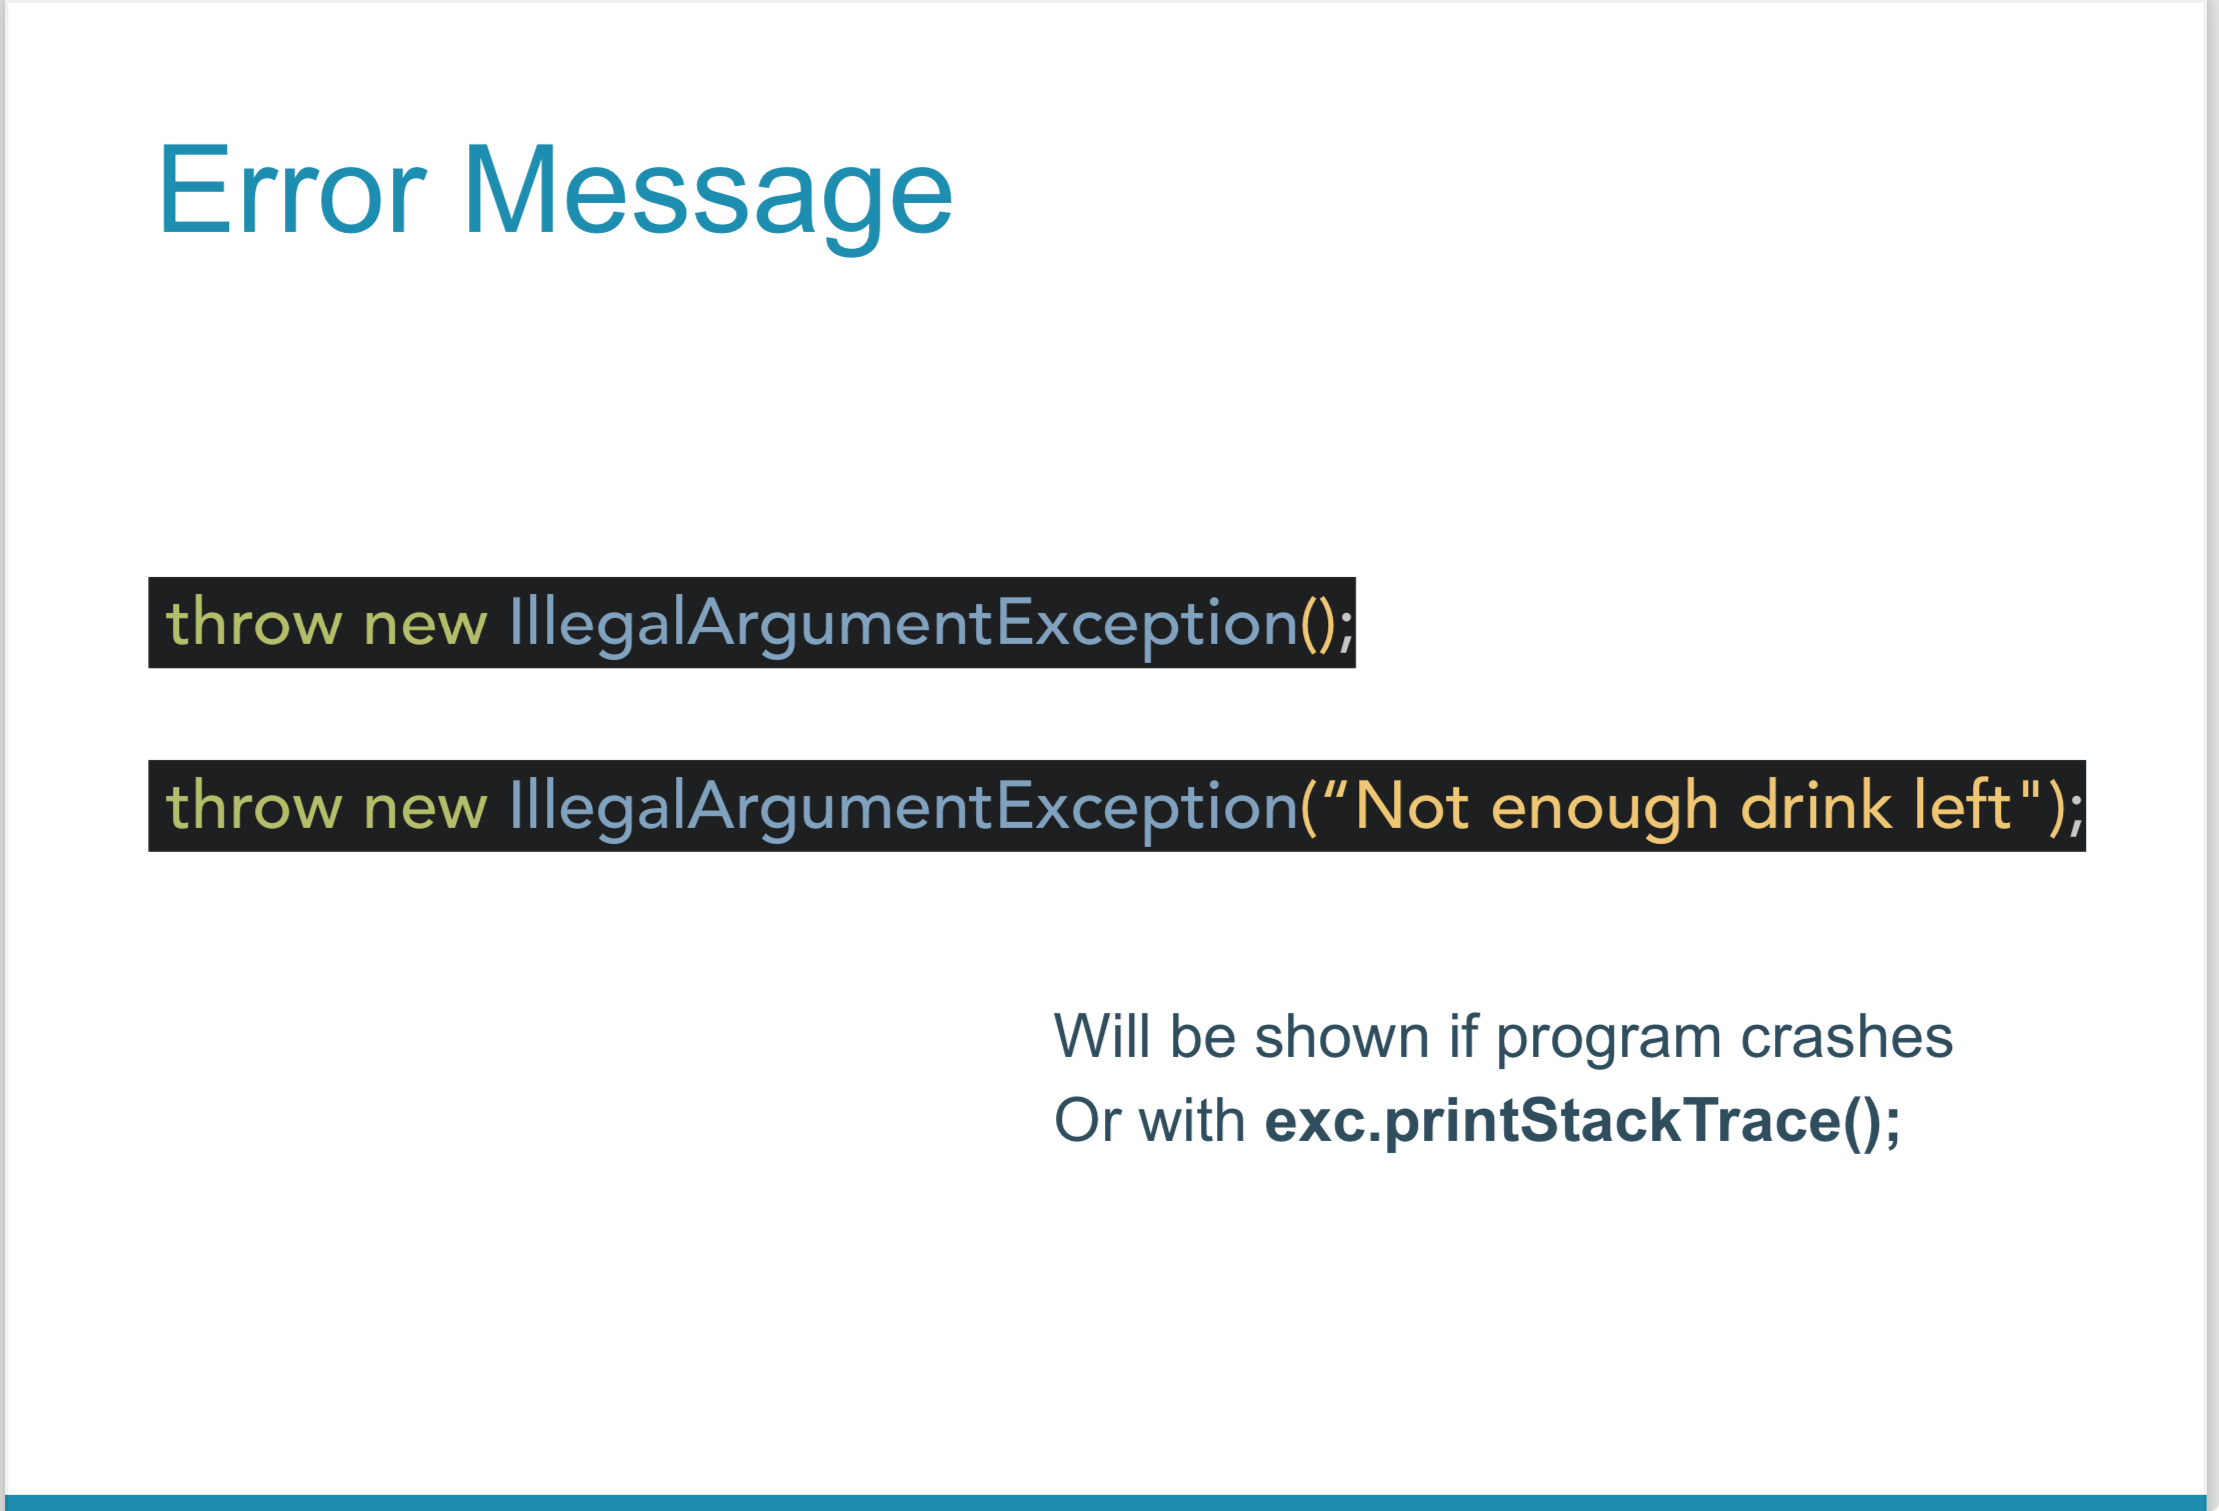 Error Message
throw new IllegalArgumentException();
throw new IllegalArgumentException(“Not enough drink left");
Will be shown if program crashes
Or with exc.printStackTrace();